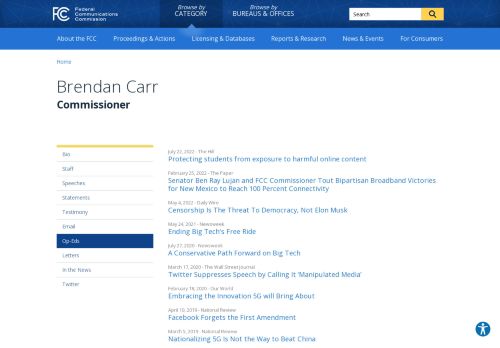 FCC
Federal
Communications
Commission
Browse by
CATEGORY
Browse by
BUREAUS & OFFICES
Search
About the FCC
Proceedings & Actions
Licensing & Databases
Reports & Research
News & Events
For Consumers
Home
Brendan Carr
Commissioner
Bio
Staff
Speeches
Statements
Testimony
Email
Op-Eds
Letters
In the News
Twitter
July 22, 2022 - The Hill
Protecting students from exposure to harmful online content
February 25, 2022 - The Paper
Senator Ben Ray Lujan and FCC Commissioner Tout Bipartisan Broadband Victories
for New Mexico to Reach 100 Percent Connectivity
May 4, 2022 - Daily Wire
Censorship Is The Threat To Democracy, Not Elon Musk
May 24, 2021 - Newsweek
Ending Big Tech's Free Ride
July 27, 2020 - Newsweek
A Conservative Path Forward on Big Tech
March 17, 2020 - The Wall Street Journal
Twitter Suppresses Speech by Calling It 'Manipulated Media'
February 18, 2020 - Our World
Embracing the Innovation 5G will Bring About
April 10, 2019 - National Review
Facebook Forgets the First Amendment
March 5, 2019 - National Review
Nationalizing 5G Is Not the Way to Beat China